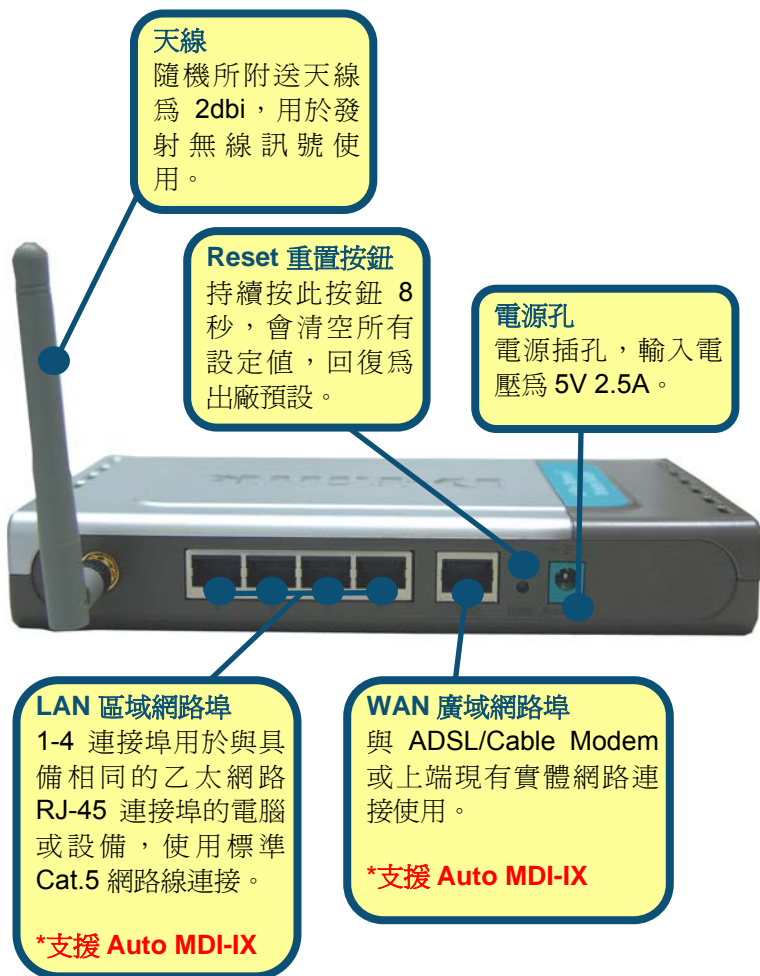 天線
隨機所附送天線
爲 2dbi，用於發
射無線訊號使
用。
Reset 重置按鈕
持續按此按鈕 8
秒，會清空所有
設定值，回復爲
出廠預設。
電源孔
電源插孔，輸入電
壓爲 5V 2.5A。
LAN 區域網路埠
1-4 連接埠用於與具
備相同的乙太網路
RJ-45 連接埠的電腦
或設備，使用標準
Cat.5 網路線連接。
*支援 Auto MDI-IX
WAN 廣域網路埠
與 ADSL/Cable Modem
或上端現有實體網路連
接使用。
*支援 Auto MDI-IX